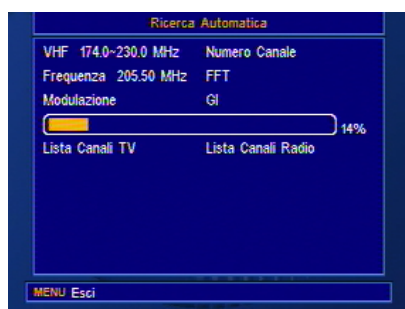 Ricerca Automatica
VHF 174.0~230.0 MHz Numero Canale
Frequenza 205.50 MHz FFT
Modulazione GI
14%
Lista Canali TV Lista Canali Radio
MENU Esci